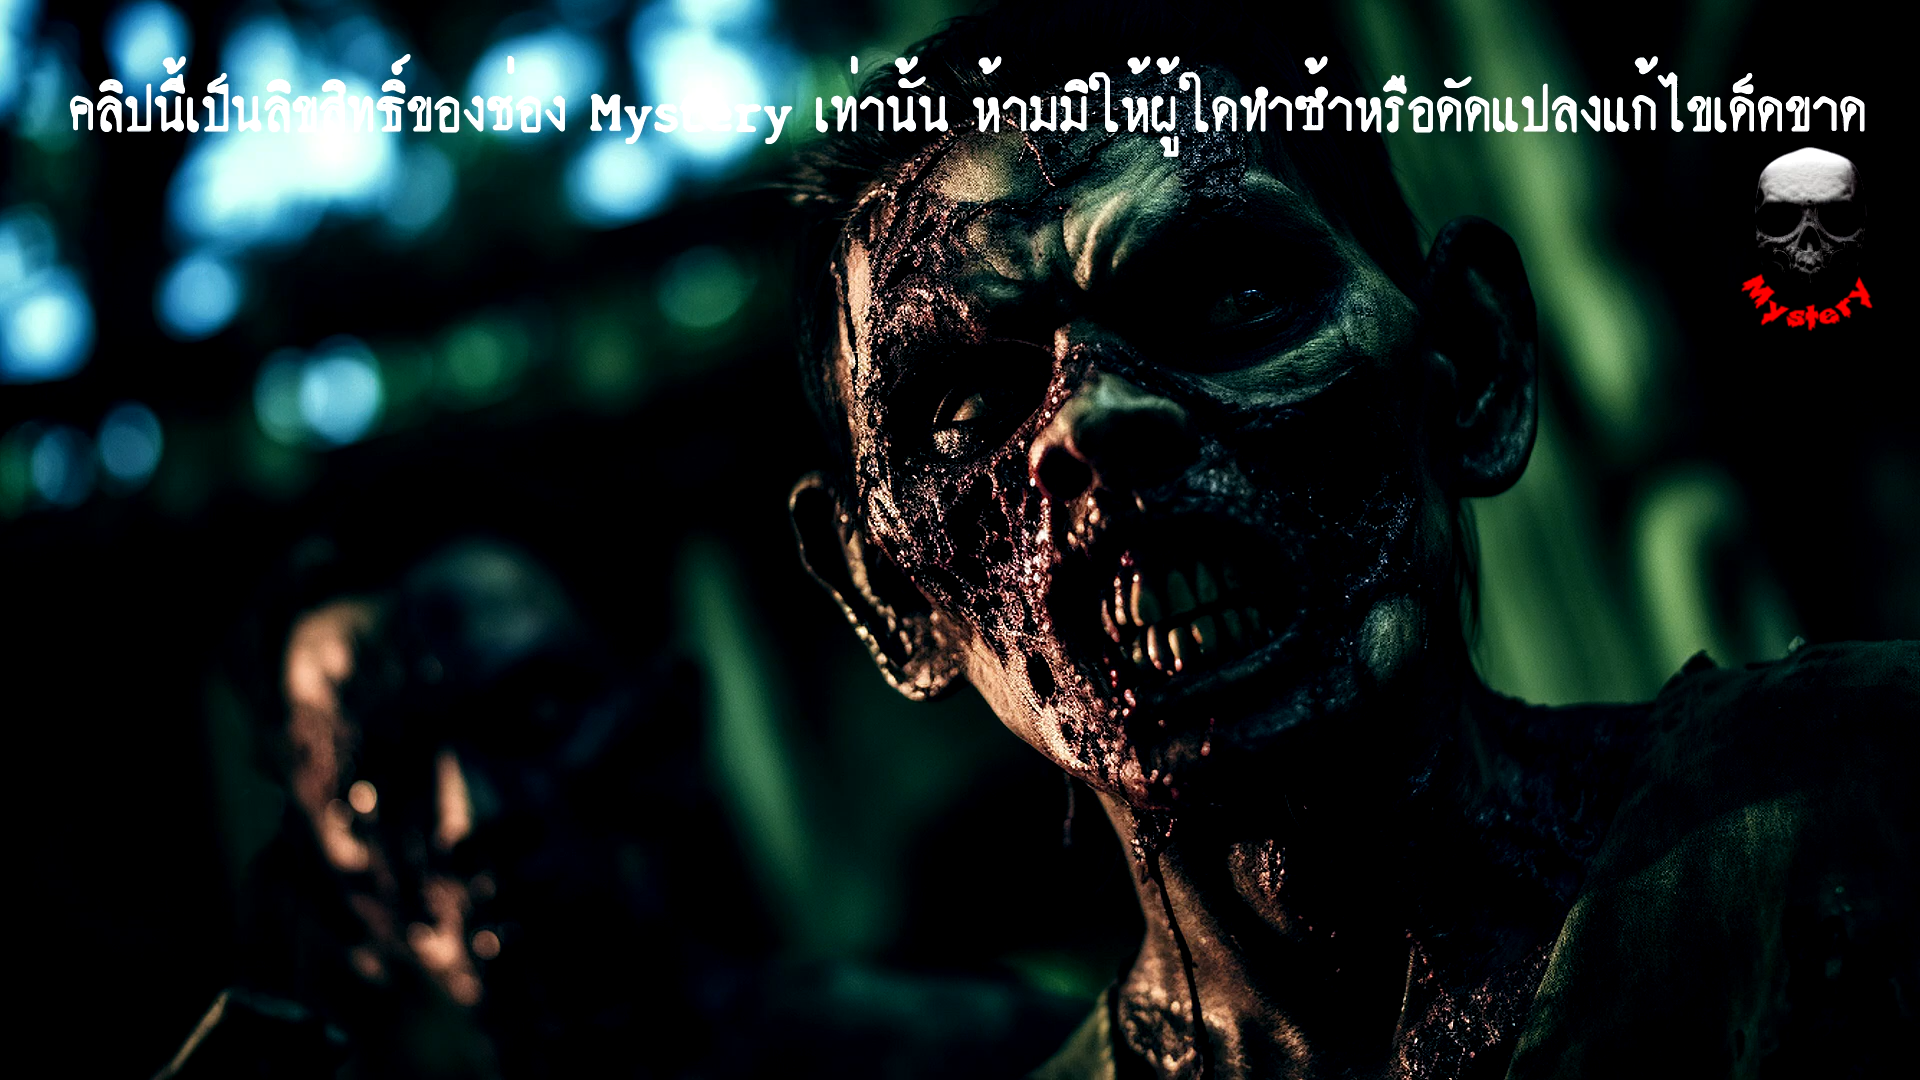 คลิปนี้เป็นลิขสิทธิ์ของช่อง Mystery เท่านั้น ห้ามมิให้ผู้ใดทำซ้ำหรือดัดแปลงแก้ไขเด็ดขาด
Mystery